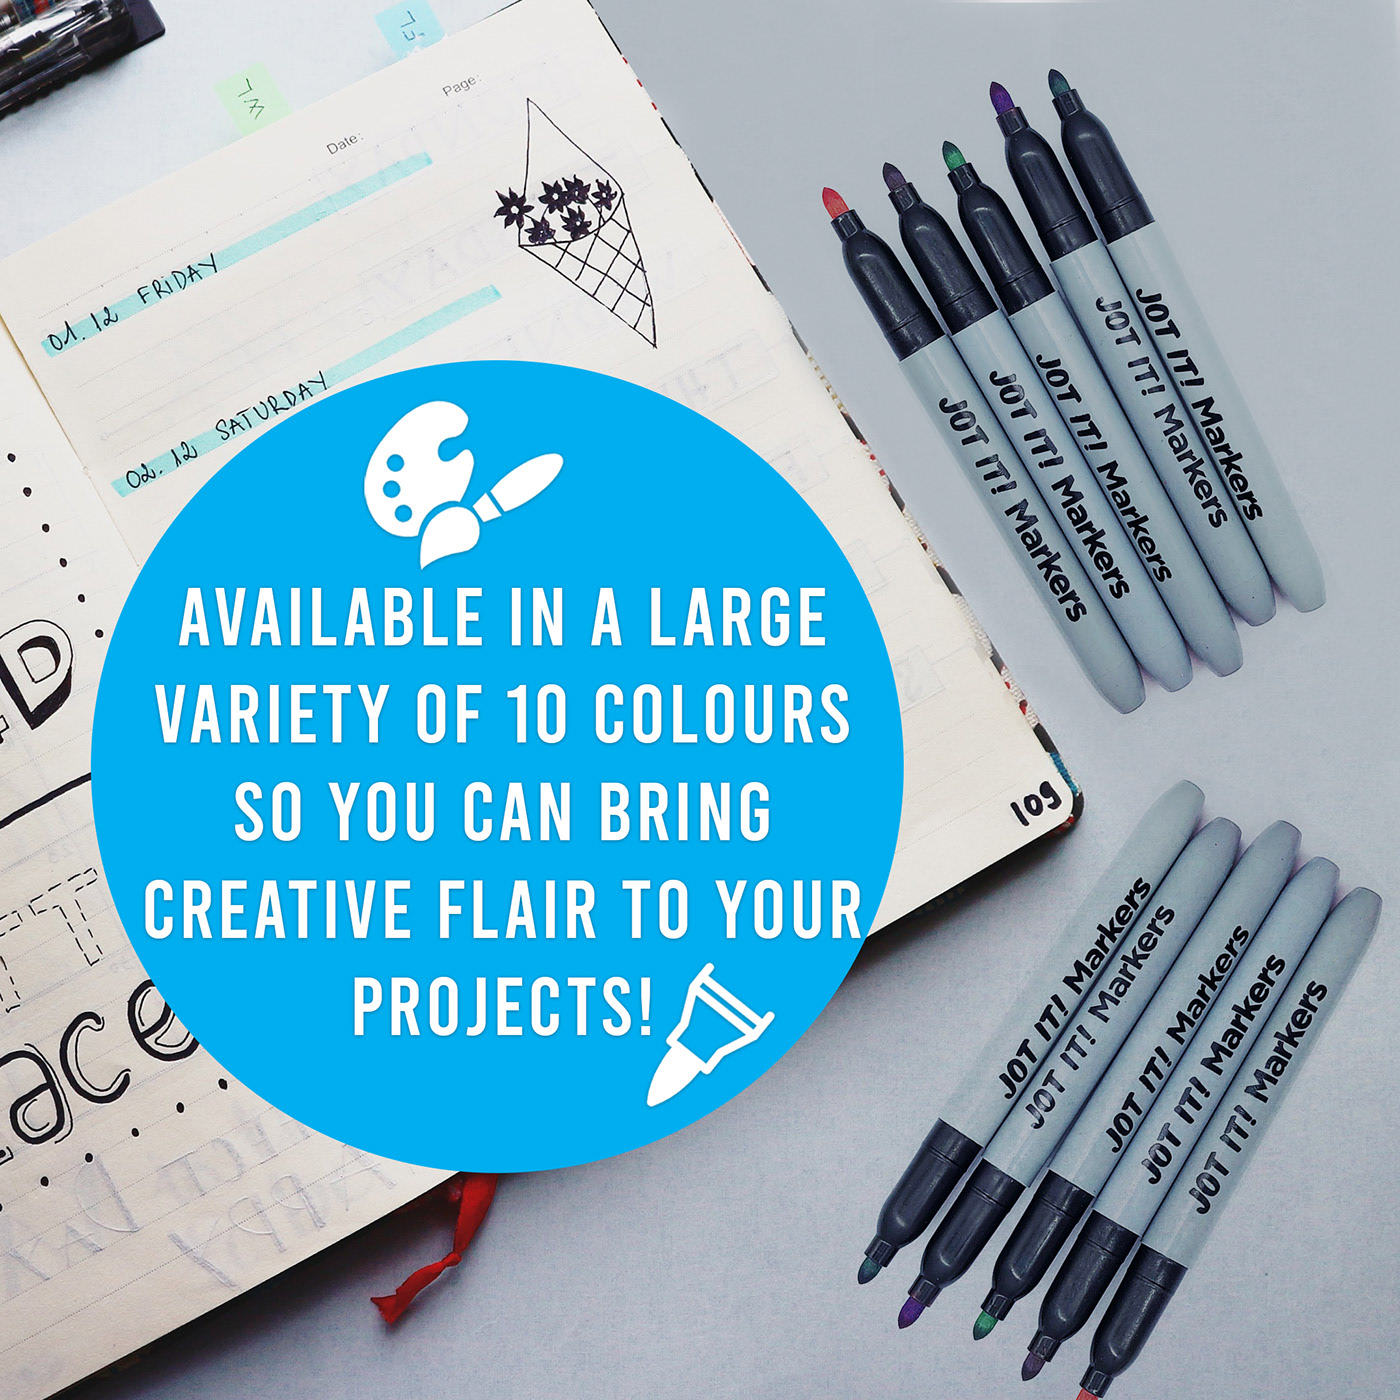 Page:
Date:
01.12 FRIDAY
02.12 SATURDAY
AVAILABLE IN A LARGE
VARIETY OF 10 COLOURS
SO YOU CAN BRING
CREATIVE FLAIR TO YOUR
PROJECTS!
JOT IT! Markers
JOT IT! Markers
JOT IT! Markers
JOT IT! Markers
JOT IT! Markers
109
JOT IT! Markers
JOT IT! Markers
JOT IT! Markers
JOT IT! Markers
JOT IT! Markers